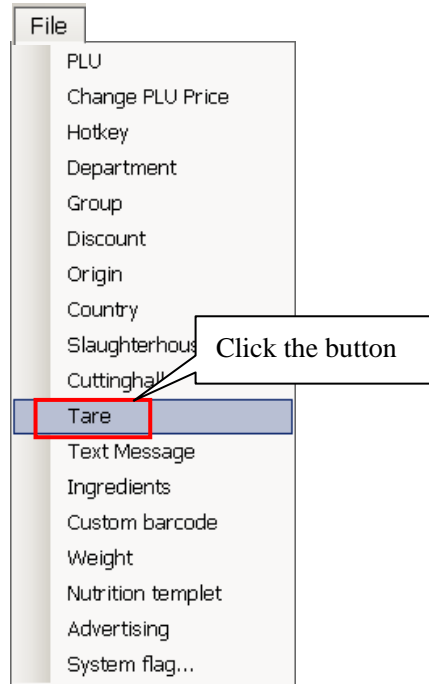 File
PLU
Change PLU Price
Hotkey
Department
Group
Discount
Origin
Country
Slaughterhous
Click the button
Cuttinghall
Tare
Text Message
Ingredients
Custom barcode
Weight
Nutrition templet
Advertising
System flag...